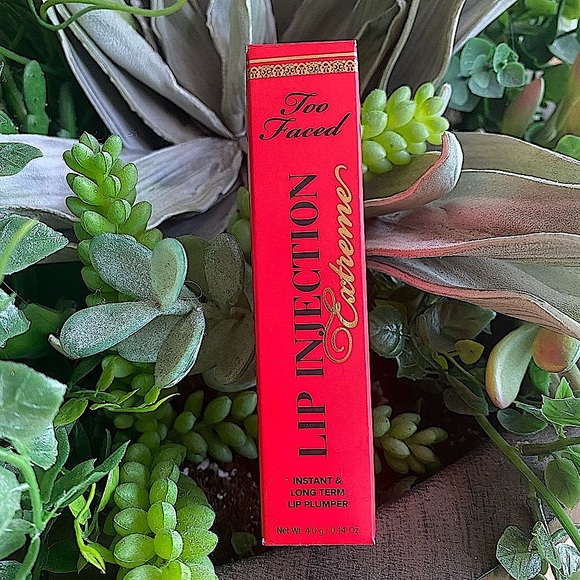 Too
Faced
LIP INJECTION
Extreme
INSTANT &
LONG TERM
LIP PLUMPER
Net Wt. 4.0 g / 0.14 Oz.